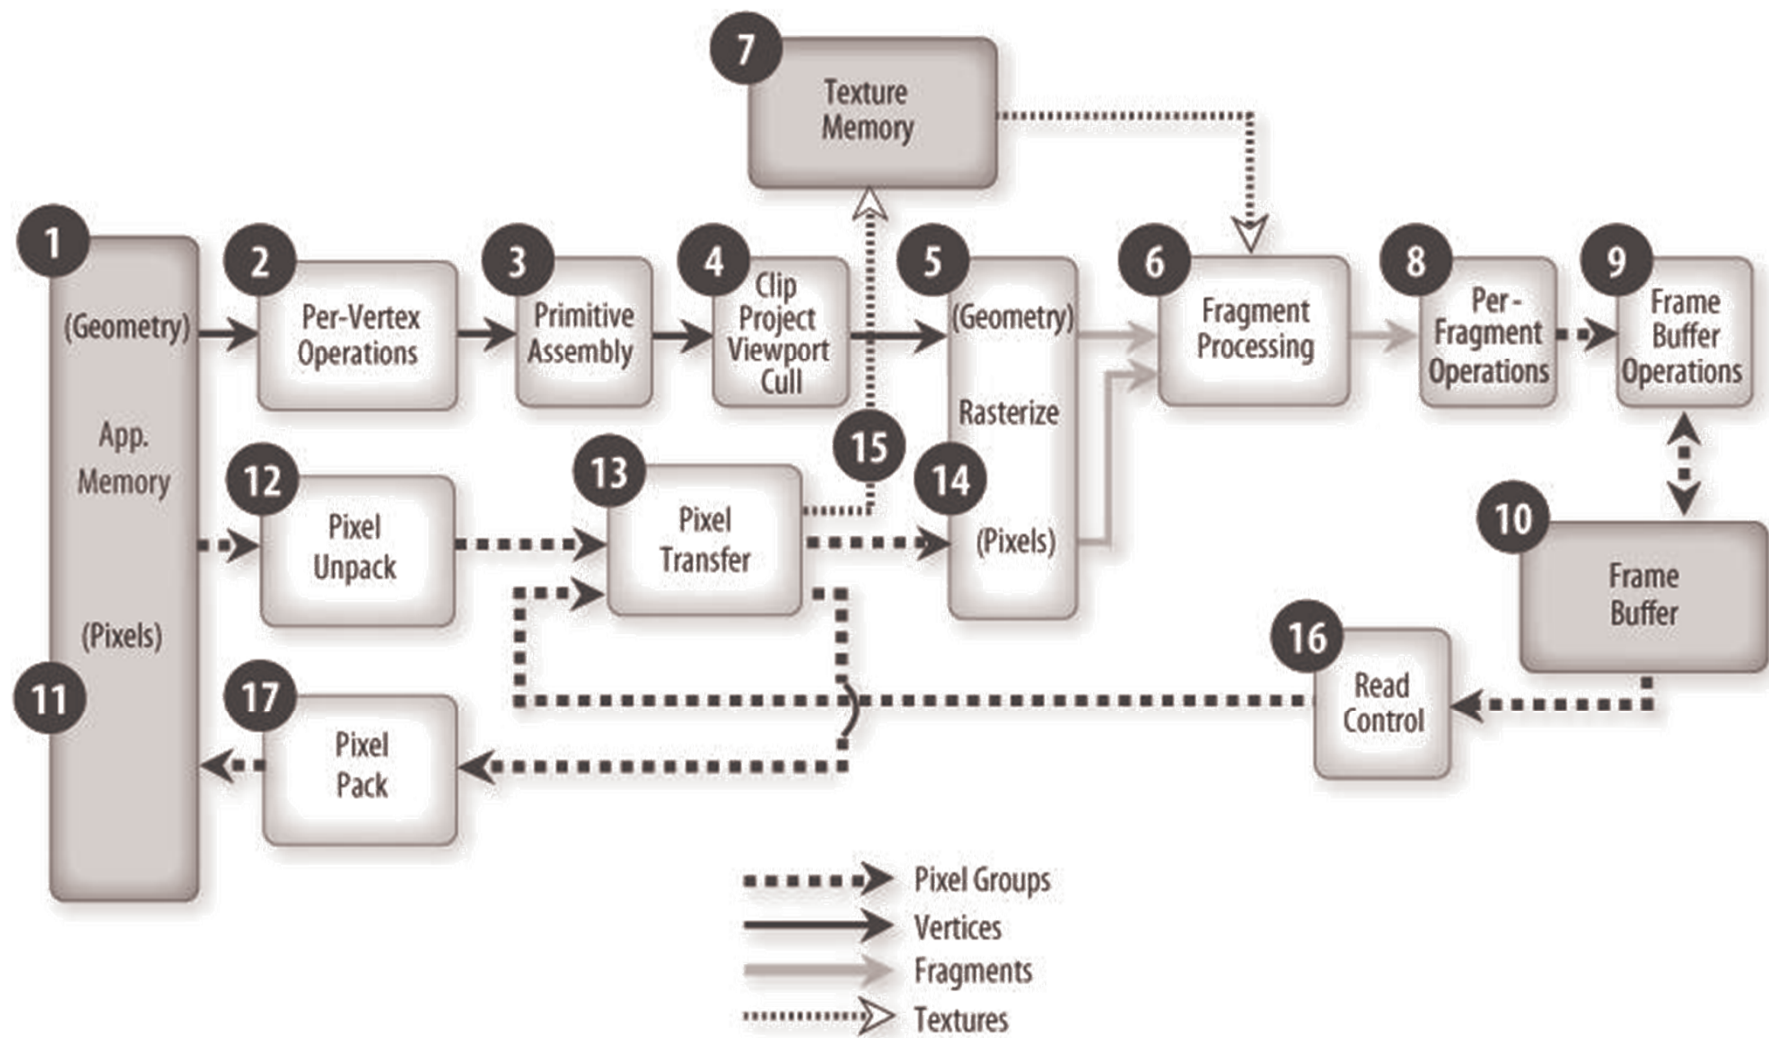 7
Texture
Memory
1
(Geometry)
App.
Memory
(Pixels)
11
2
Per-Vertex
Operations
3
Primitive
Assembly
4
Clip
Project
Viewport
Cull
5
(Geometry)
Rasterize
14
(Pixels)
6
Fragment
Processing
8
Per-
Fragment
Operations
9
Frame
Buffer
Operations
12
Pixel
Unpack
13
Pixel
Transfer
15
10
Frame
Buffer
16
Read
Control
17
Pixel
Pack
Pixel Groups
Vertices
Fragments
Textures